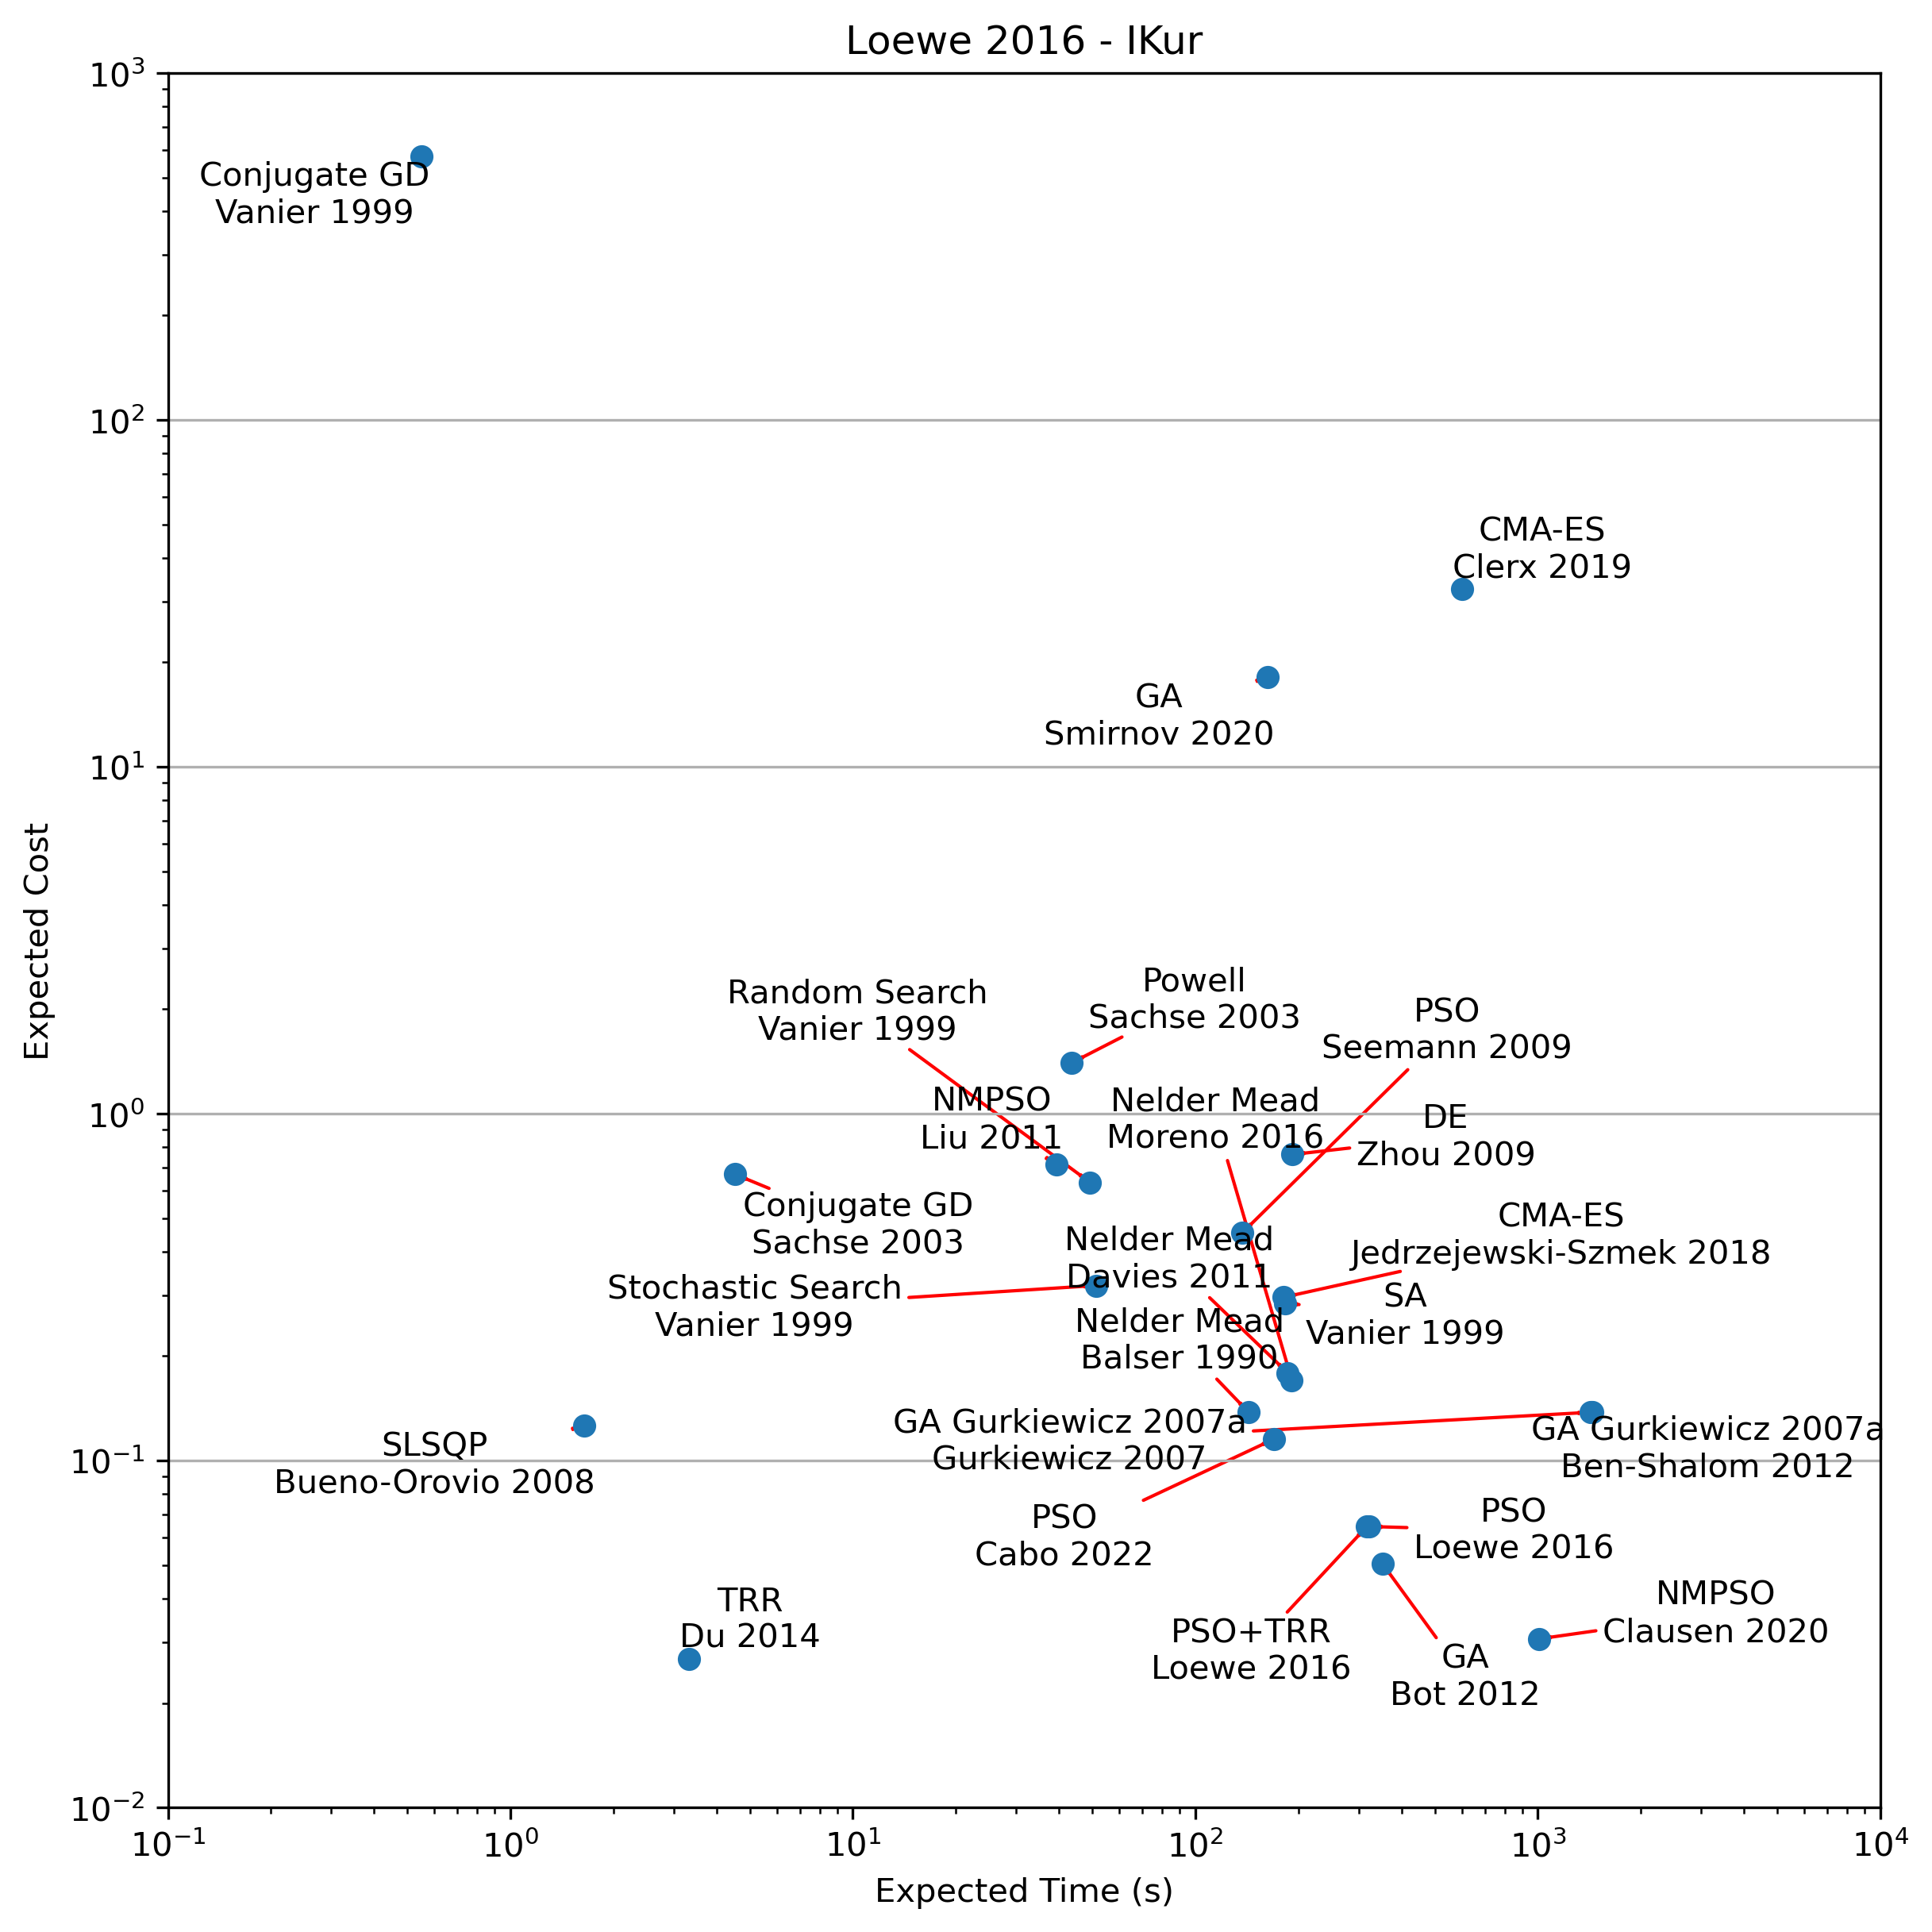 Loewe 2016 - IKur
10³
10²
10¹
10⁰
10⁻¹
10⁻²
Expected Cost
Conjugate GD
Vanier 1999
CMA-ES
Clerx 2019
GA
Smirnov 2020
Powell
Sachse 2003
Random Search
Vanier 1999
PSO
Seemann 2009
NMPSO
Liu 2011
Nelder Mead
Moreno 2016
DE
Zhou 2009
Conjugate GD
Sachse 2003
CMA-ES
Jedrzejewski-Szmek 2018
Nelder Mead
Davies 2011
Stochastic Search
Vanier 1999
SA
Vanier 1999
Nelder Mead
Balser 1990
GA Gurkiewicz 2007a
Gurkiewicz 2007
GA Gurkiewicz 2007a
Ben-Shalom 2012
SLSQP
Bueno-Orovio 2008
PSO
Cabo 2022
PSO
Loewe 2016
TRR
Du 2014
NMPSO
Clausen 2020
PSO+TRR
Loewe 2016
GA
Bot 2012
10⁻¹ 10⁰ 10¹ 10² 10³ 10⁴
Expected Time (s)